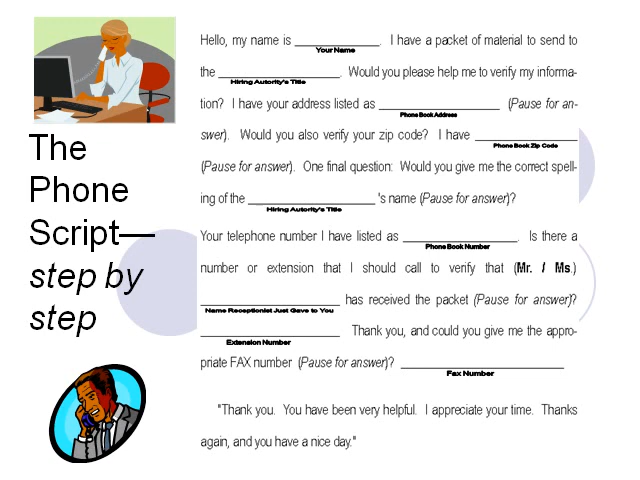 The
Phone
Script—
step by
step
Hello, my name is _______________. I have a packet of material to send to
Your Name
the ______________________. Would you please help me to verify my informa-
Hiring Autority's Title
tion? I have your address listed as ______________________ (Pause for an-
Phone Book Address
swer). Would you also verify your zip code? I have __________________
Phone Book Zip Code
(Pause for answer). One final question: Would you give me the correct spell-
ing of the ______________________ 's name (Pause for answer)?
Hiring Autority's Title
Your telephone number I have listed as ____________________. Is there a
Phone Book Number
number or extension that I should call to verify that (Mr. / Ms.)
_________________________ has received the packet (Pause for answer)?
Name Receptionist Just Gave to You
_________________________ Thank you, and could you give me the appro-
Extension Number
priate FAX number (Pause for answer)? _____________________________
Fax Number
"Thank you. You have been very helpful. I appreciate your time. Thanks
again, and you have a nice day."